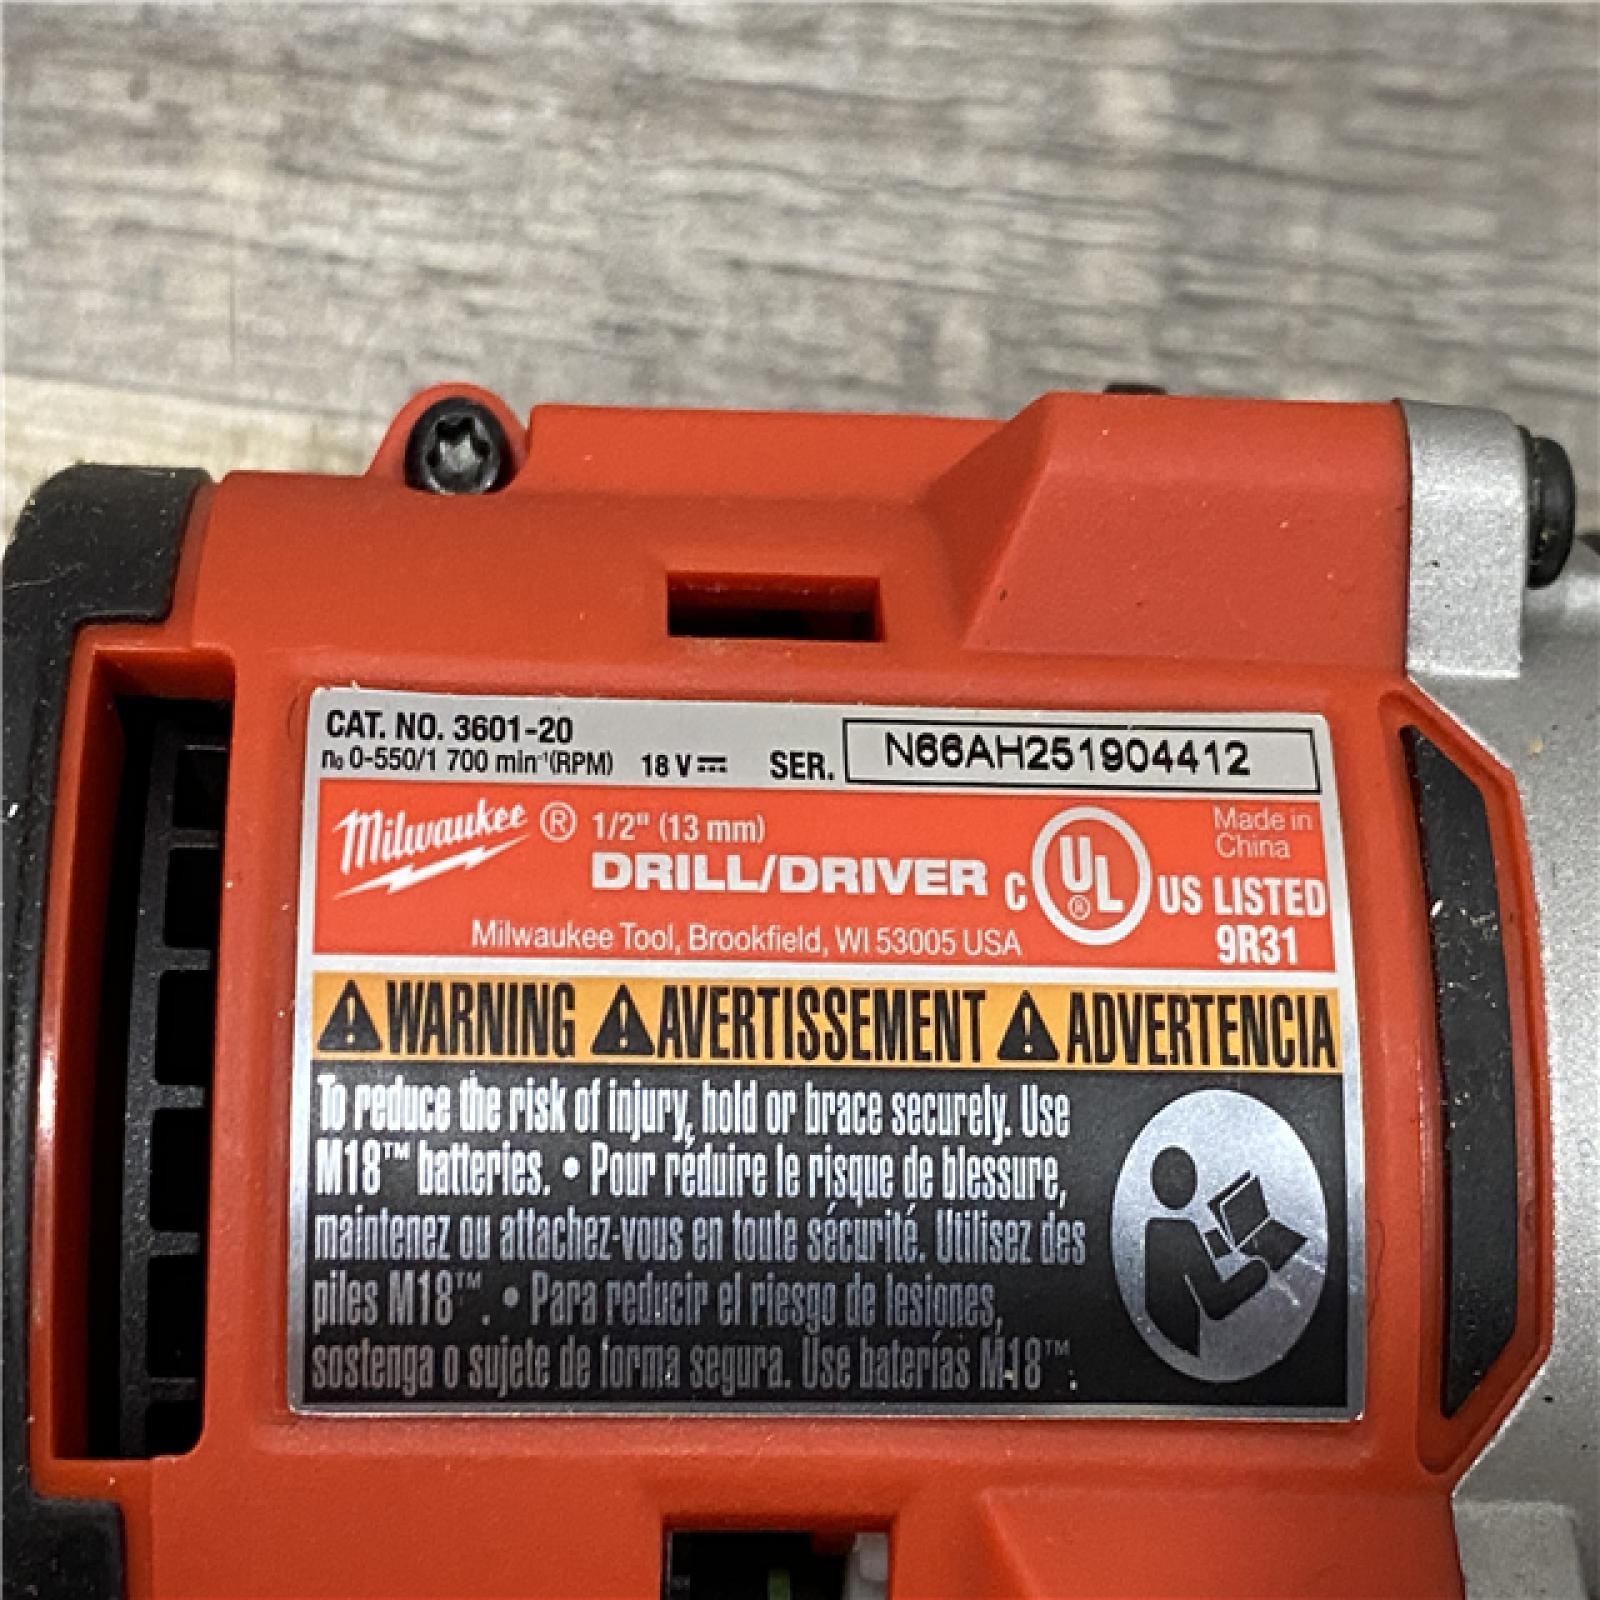 CAT. NO. 3601-20
n₀ 0-550/1 700 min⁻¹(RPM) 18 V⎓ SER. N66AH251904412
Milwaukee ® 1/2" (13 mm)
DRILL/DRIVER
Milwaukee Tool, Brookfield, WI 53005 USA
C UL ® US LISTED
9R31
Made in
China
WARNING AVERTISSEMENT ADVERTENCIA
To reduce the risk of injury, hold or brace securely. Use
M18™ batteries. • Pour réduire le risque de blessure,
maintenez ou attachez-vous en toute sécurité. Utilisez des
piles M18™. • Para reducir el riesgo de lesiones,
sostenga o sujete de forma segura. Use baterías M18™.